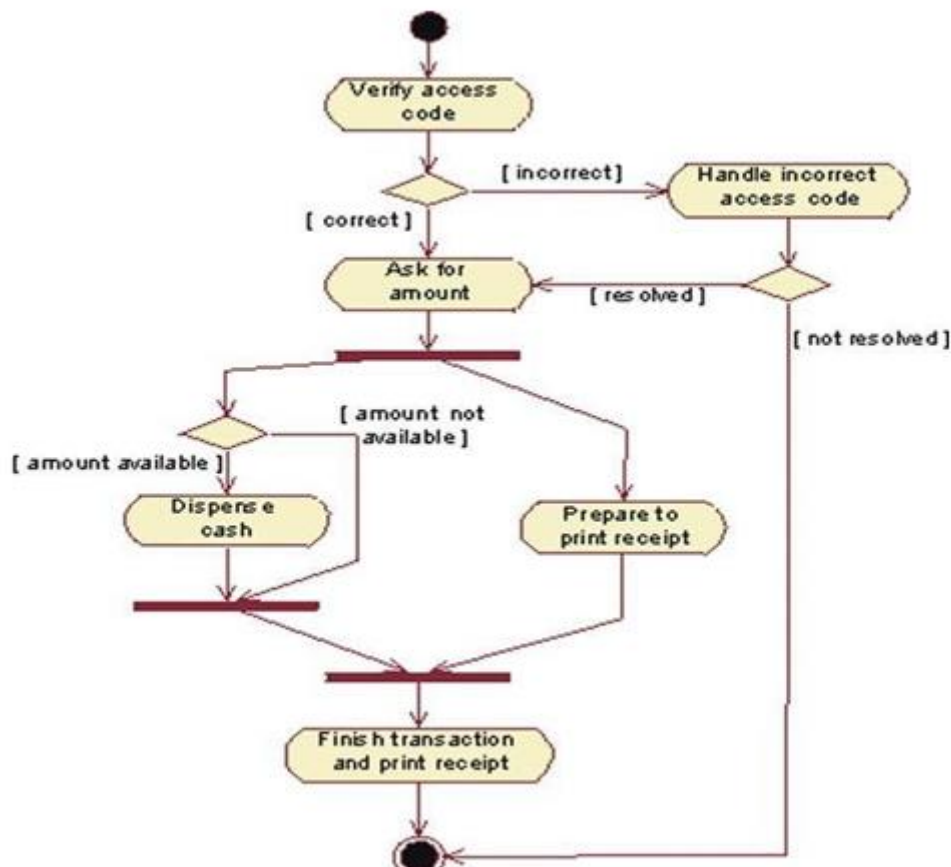 Verify access
code
[ incorrect ]
Handle incorrect
access code
[ correct ]
Ask for
amount
[ resolved ]
[ not resolved ]
[ amount not
available ]
[ amount available ]
Dispense
cash
Prepare to
print receipt
Finish transaction
and print receipt